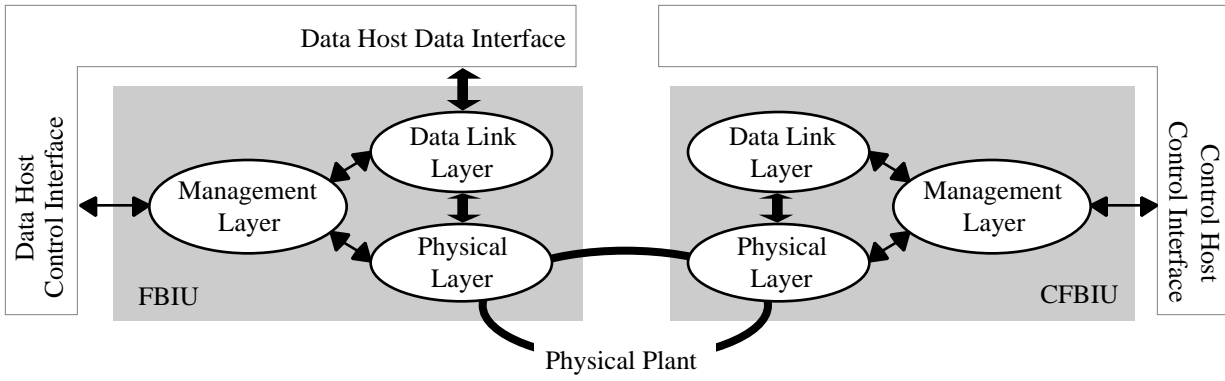 Data Host Data Interface
Data Host
Control Interface
Data Link
Layer
Management
Layer
Physical
Layer
FBIU
Data Link
Layer
Management
Layer
Physical
Layer
CFBIU
Control Host
Control Interface
Physical Plant